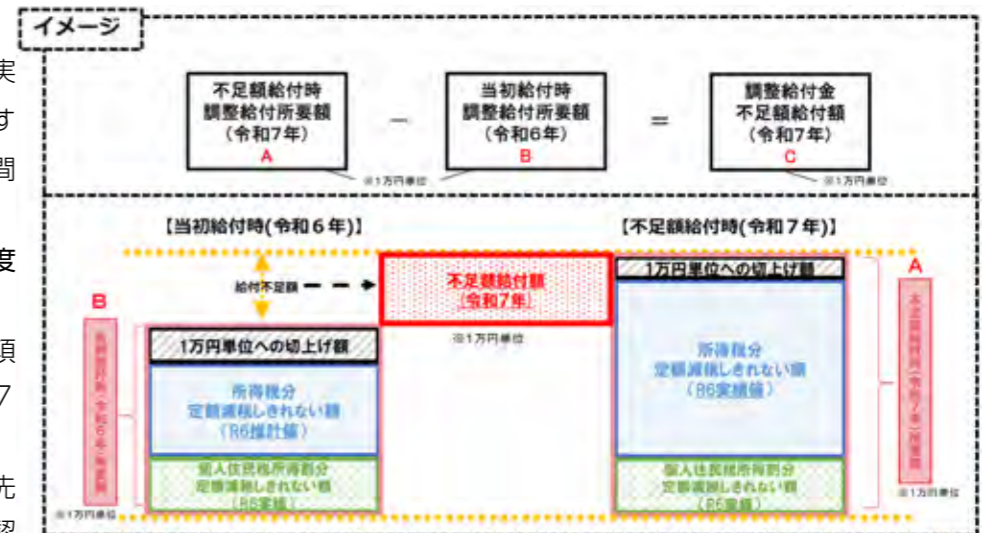 イメージ
実
す
間
度
項
7
先
不足額給付時
調整給付所要額
(令和7年)
A
－
当初給付時
調整給付所要額
(令和6年)
B
＝
調整給付金
不足額給付額
(令和7年)
C
※1万円単位
※1万円単位
【当初給付時(令和6年)】
【不足額給付時(令和7年)】
給付不足額
不足額給付額
(令和7年)
※1万円単位
B
1万円単位への切上げ額
所得税分
定額減税しきれない額
(R6推計値)
個人住民税所得割分
定額減税しきれない額
(R6実績)
※1万円単位
A
1万円単位への切上げ額
所得税分
定額減税しきれない額
(R6実績値)
個人住民税所得割分
定額減税しきれない額
(R6実績)
※1万円単位